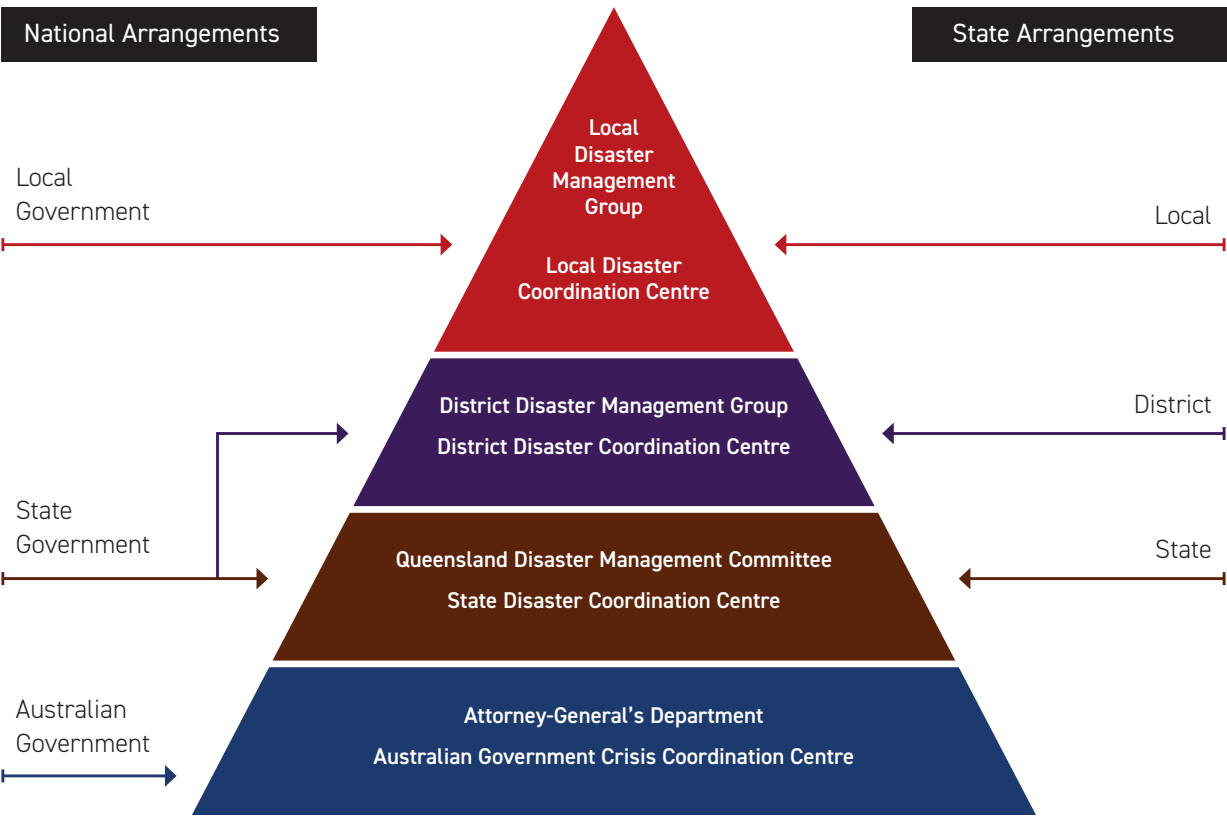 National Arrangements
State Arrangements
Local
Disaster
Management
Group
Local Disaster
Coordination Centre
Local
Government
Local
District Disaster Management Group
District Disaster Coordination Centre
District
State
Government
Queensland Disaster Management Committee
State Disaster Coordination Centre
State
Australian
Government
Attorney-General’s Department
Australian Government Crisis Coordination Centre